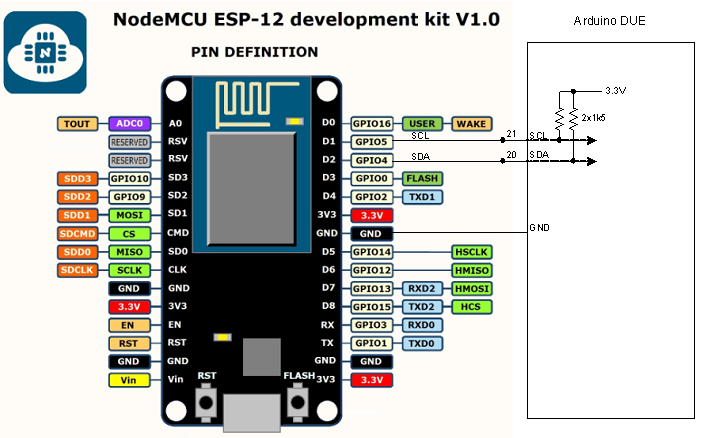 NodeMCU ESP-12 development kit V1.0
Arduino DUE
PIN DEFINITION
3.3V
2x1k5
TOUT ADC0 A0 D0 GPIO16 USER WAKE
RESERVED RSV D1 GPIO5 SCL 21 SCL
RESERVED RSV D2 GPIO4 SDA 20 SDA
SDD3 GPIO10 SD3 D3 GPIO0 FLASH
SDD2 GPIO9 SD2 D4 GPIO2 TXD1
SDD1 MOSI SD1 3V3 3.3V
SDCMD CS CMD GND GND GND
SDD0 MISO SD0 D5 GPIO14 HSCLK
SDCLK SCLK CLK D6 GPIO12 HMISO
GND GND D7 GPIO13 RXD2 HMOSI
3.3V 3V3 D8 GPIO15 TXD2 HCS
EN EN RX GPIO3 RXD0
RST RST TX GPIO1 TXD0
GND GND GND GND
Vin Vin RST FLASH 3V3 3.3V